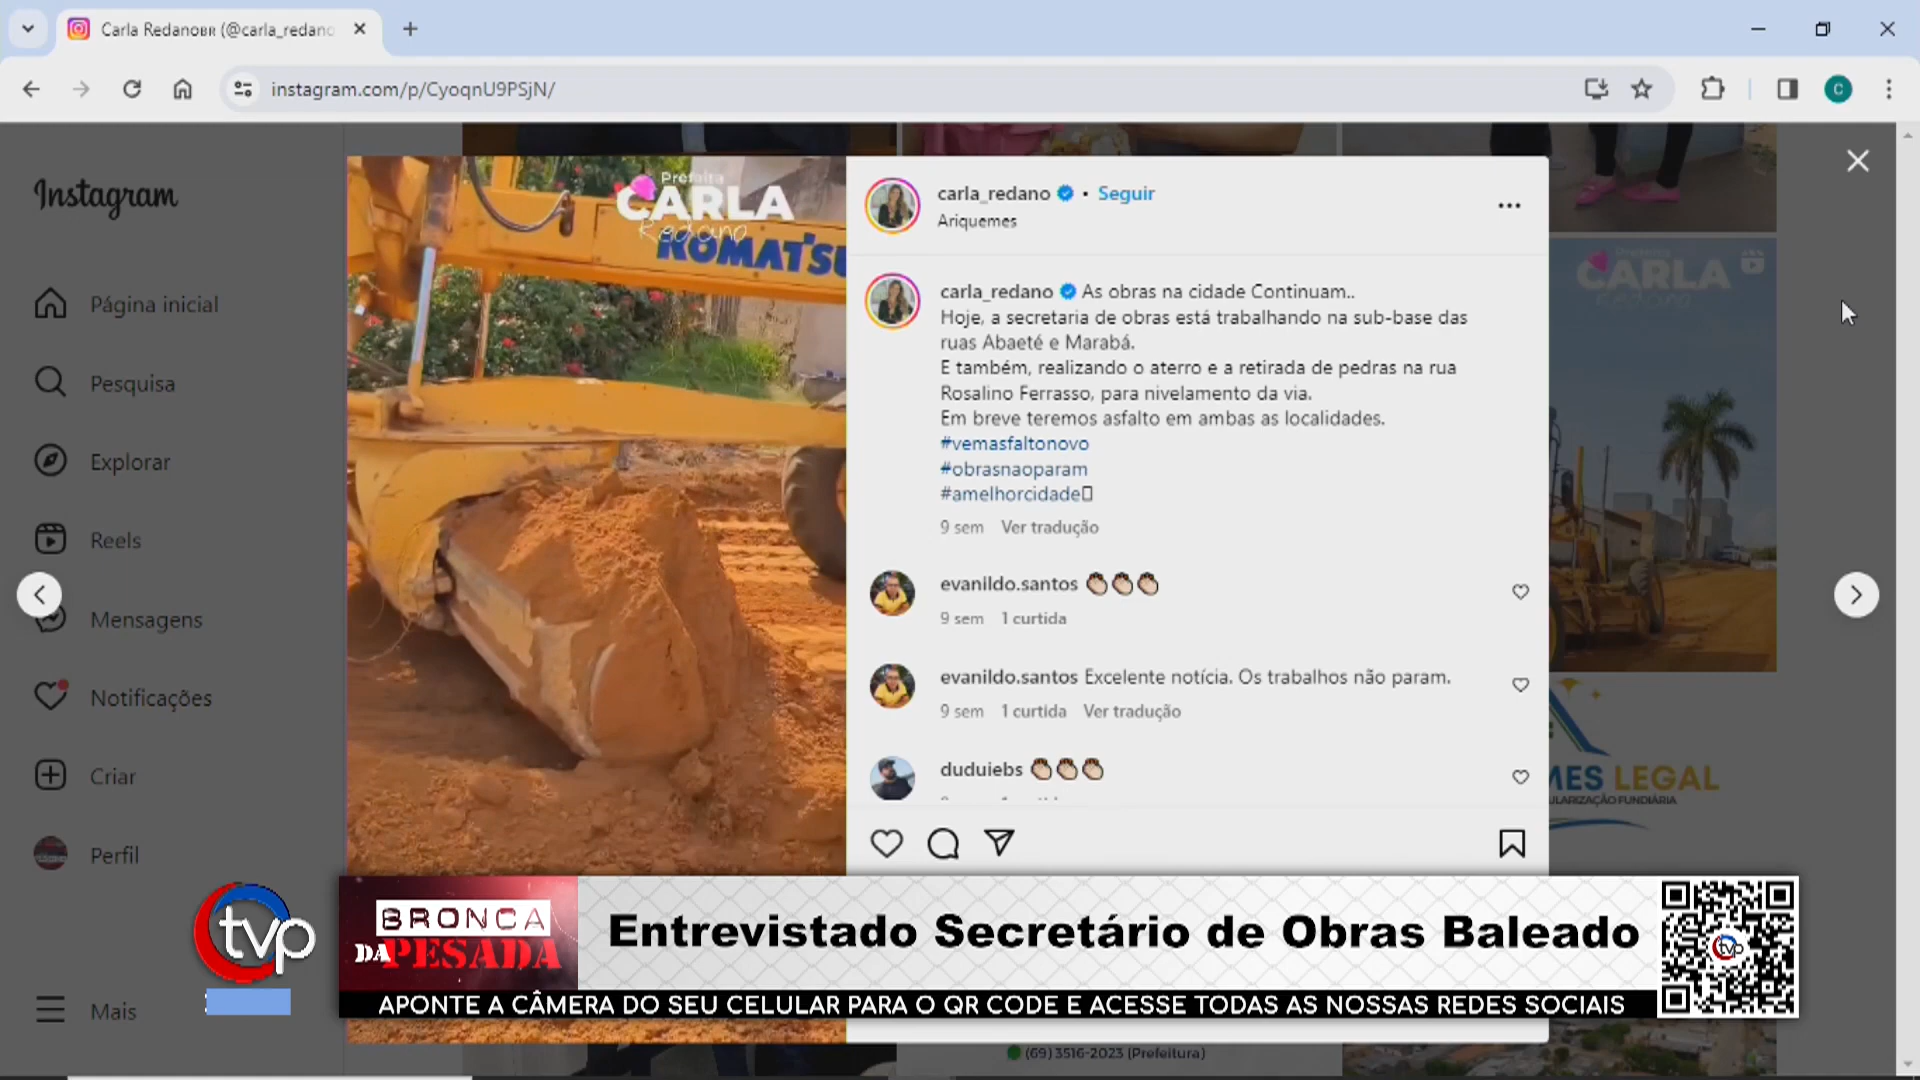 Carla RedanoBR (@carla_redano
instagram.com/p/CyoqnU9PSjN/
C
Instagram
Página inicial
Pesquisa
Explorar
Reels
Mensagens
Notificações
Criar
Perfil
Mais
Prefeita
CARLA
Redano
KOMATSU
carla_redano • Seguir
Ariquemes
carla_redano As obras na cidade Continuam..
Hoje, a secretaria de obras está trabalhando na sub-base das
ruas Abaeté e Marabá.
E também, realizando o aterro e a retirada de pedras na rua
Rosalino Ferrasso, para nivelamento da via.
Em breve teremos asfalto em ambas as localidades.
#vemasfaltonovo
#obrasnaoparam
#amelhorcidade
9 sem Ver tradução
evanildo.santos
9 sem 1 curtida
evanildo.santos Excelente notícia. Os trabalhos não param.
9 sem 1 curtida Ver tradução
duduiebs
Prefeita
CARLA
Redano
MES LEGAL
ULARIZAÇÃO FUNDIÁRIA
tvp
BRONCA
DA PESADA
Entrevistado Secretário de Obras Baleado
tvp
APONTE A CÂMERA DO SEU CELULAR PARA O QR CODE E ACESSE TODAS AS NOSSAS REDES SOCIAIS
(69) 3516-2023 (Prefeitura)